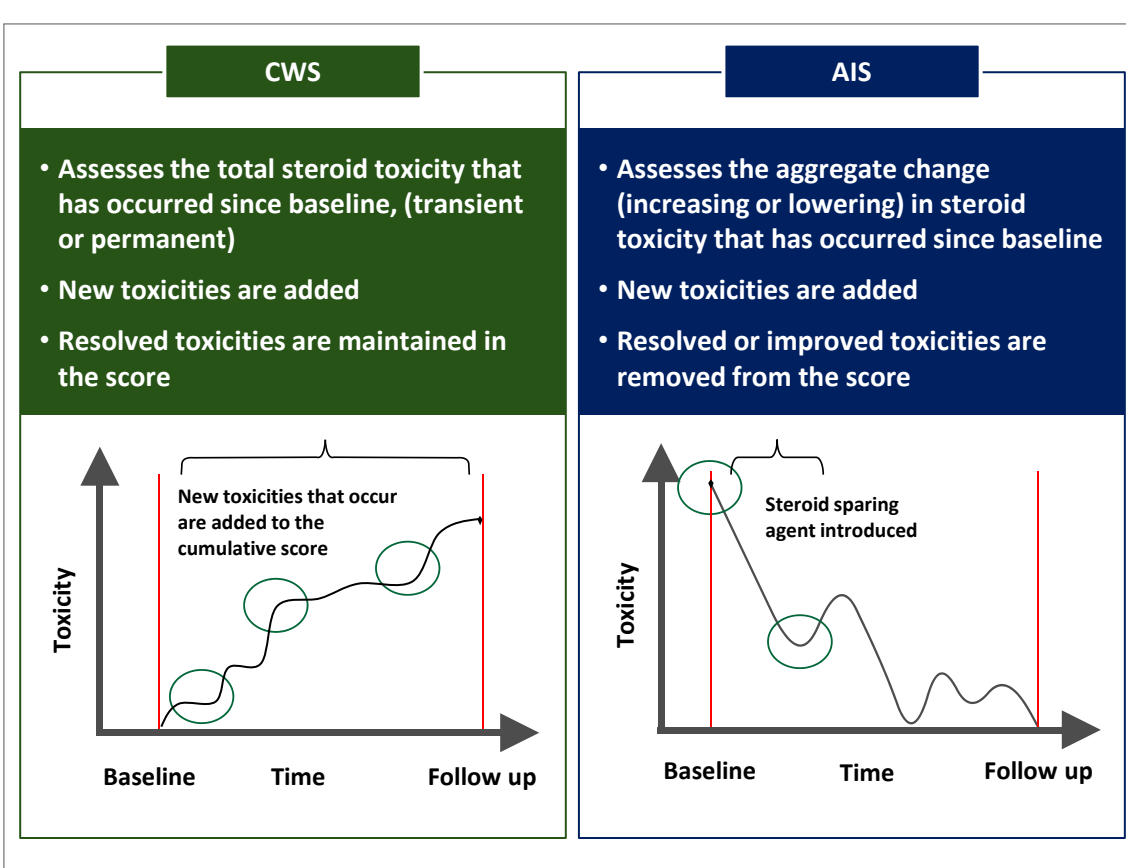 CWS
• Assesses the total steroid toxicity that
has occurred since baseline, (transient
or permanent)
• New toxicities are added
• Resolved toxicities are maintained in
the score
New toxicities that occur
are added to the
cumulative score
Toxicity
Baseline Time Follow up
AIS
• Assesses the aggregate change
(increasing or lowering) in steroid
toxicity that has occurred since baseline
• New toxicities are added
• Resolved or improved toxicities are
removed from the score
Steroid sparing
agent introduced
Toxicity
Baseline Time Follow up